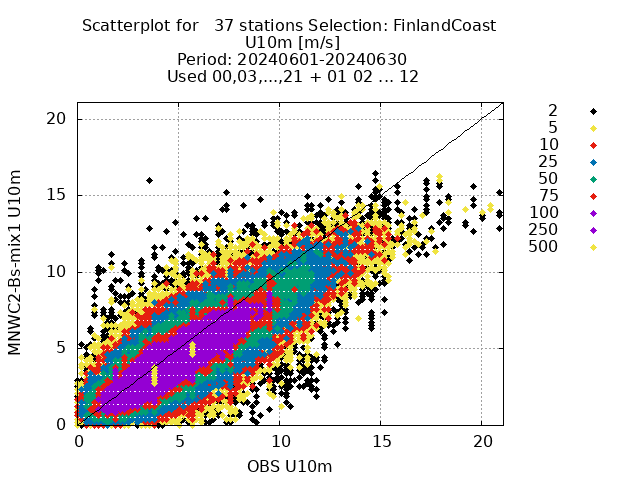 Scatterplot for   37 stations Selection: FinlandCoast
U10m [m/s]
Period: 20240601-20240630
Used 00,03,...,21 + 01 02 ... 12
MNWC2-Bs-mix1 U10m
20
15
10
5
0
0 5 10 15 20
OBS U10m
2
5
10
25
50
75
100
250
500